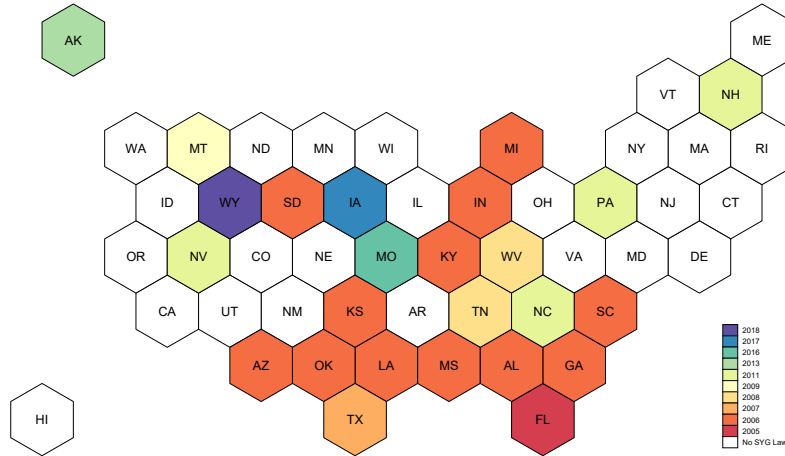 AK
ME
VT
NH
WA
MT
ND
MN
WI
MI
NY
MA
RI
ID
WY
SD
IA
IL
IN
OH
PA
NJ
CT
OR
NV
CO
NE
MO
KY
WV
VA
MD
DE
CA
UT
NM
KS
AR
TN
NC
SC
AZ
OK
LA
MS
AL
GA
HI
TX
FL
2018
2017
2016
2013
2011
2009
2008
2007
2006
2005
No SYG Law